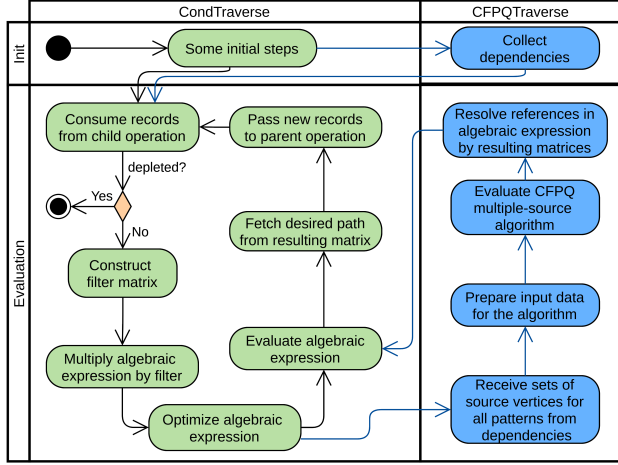 CondTraverse
CFPQTraverse
Init
Some initial steps
Collect
dependencies
Evaluation
Consume records
from child operation
Pass new records
to parent operation
Resolve references in
algebraic expression
by resulting matrices
depleted?
Yes
No
Evaluate CFPQ
multiple-source
algorithm
Fetch desired path
from resulting matrix
Construct
filter matrix
Prepare input data
for the algorithm
Evaluate algebraic
expression
Multiply algebraic
expression by filter
Optimize algebraic
expression
Receive sets of
source vertices for
all patterns from
dependencies